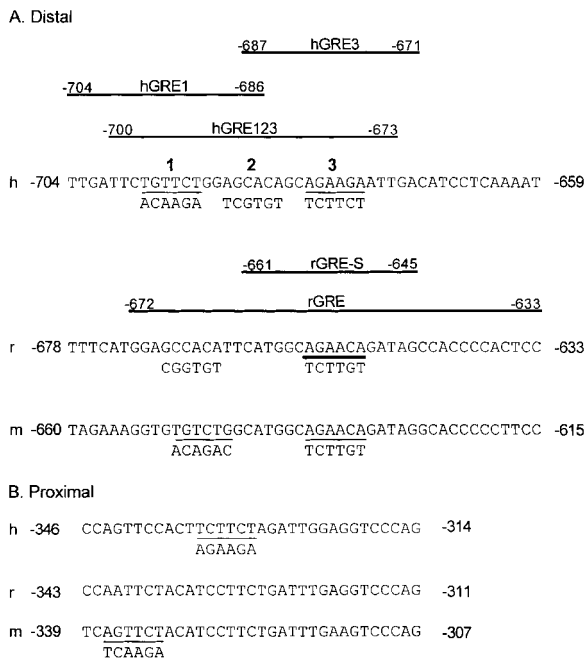 A. Distal
-687 hGRE3 -671
-704 hGRE1 -686
-700 hGRE123 -673
1 2 3
h -704 TTGATTCTGTTCTGGAGCACAGCAGAAGAATTGACATCCTCAAAAT -659
ACAAGA TCGTGT TCTTCT
-661 rGRE-S -645
-672 rGRE -633
r -678 TTTCATGGAGCCACATTCATGGCAGAACAGATAGCCACCCCACTCC -633
CGGTGT TCTTGT
m -660 TAGAAAGGTGTGTCTGGCATGGCAGAACAGATAGGCACCCCCTTCC -615
ACAGAC TCTTGT
B. Proximal
h -346 CCAGTTCCACTTCTTCTAGATTGGAGGTCCCAG -314
AGAAGA
r -343 CCAATTCTACATCCTTCTGATTTGAGGTCCCAG -311
m -339 TCAGTTCTACATCCTTCTGATTTGAAGTCCCAG -307
TCAAGA